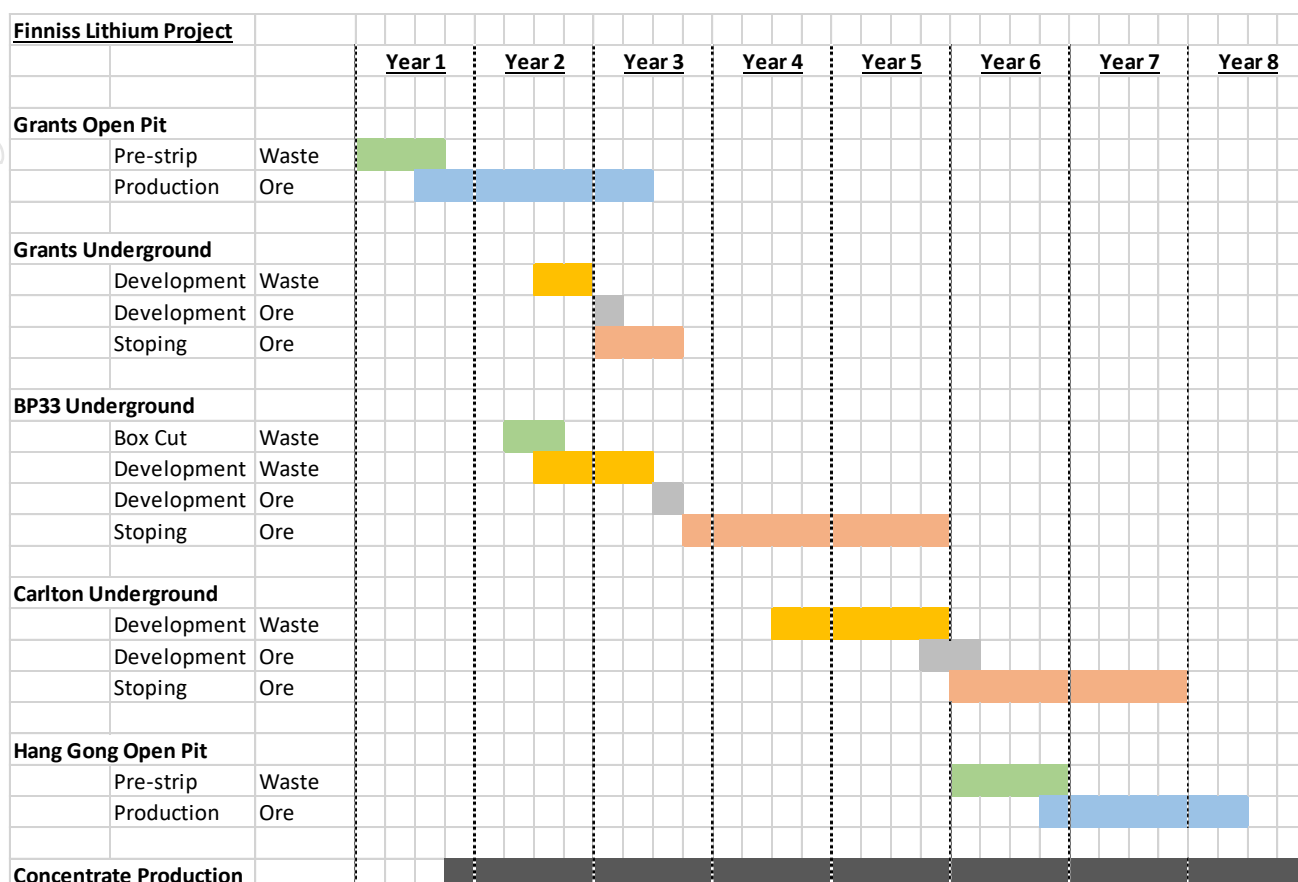 Finniss Lithium Project
Year 1 Year 2 Year 3 Year 4 Year 5 Year 6 Year 7 Year 8
Grants Open Pit
Pre-strip Waste
Production Ore
Grants Underground
Development Waste
Development Ore
Stoping Ore
BP33 Underground
Box Cut Waste
Development Waste
Development Ore
Stoping Ore
Carlton Underground
Development Waste
Development Ore
Stoping Ore
Hang Gong Open Pit
Pre-strip Waste
Production Ore
Concentrate Production